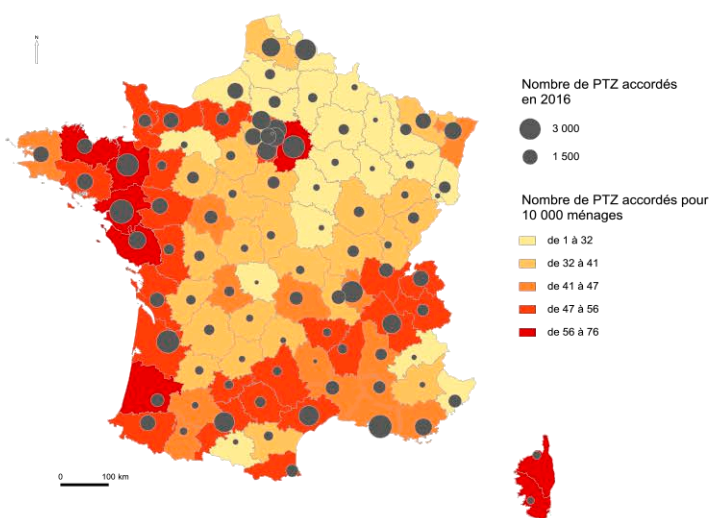 N
Nombre de PTZ accordés
en 2016
3 000
1 500
Nombre de PTZ accordés pour
10 000 ménages
de 1 à 32
de 32 à 41
de 41 à 47
de 47 à 56
de 56 à 76
0 100 km